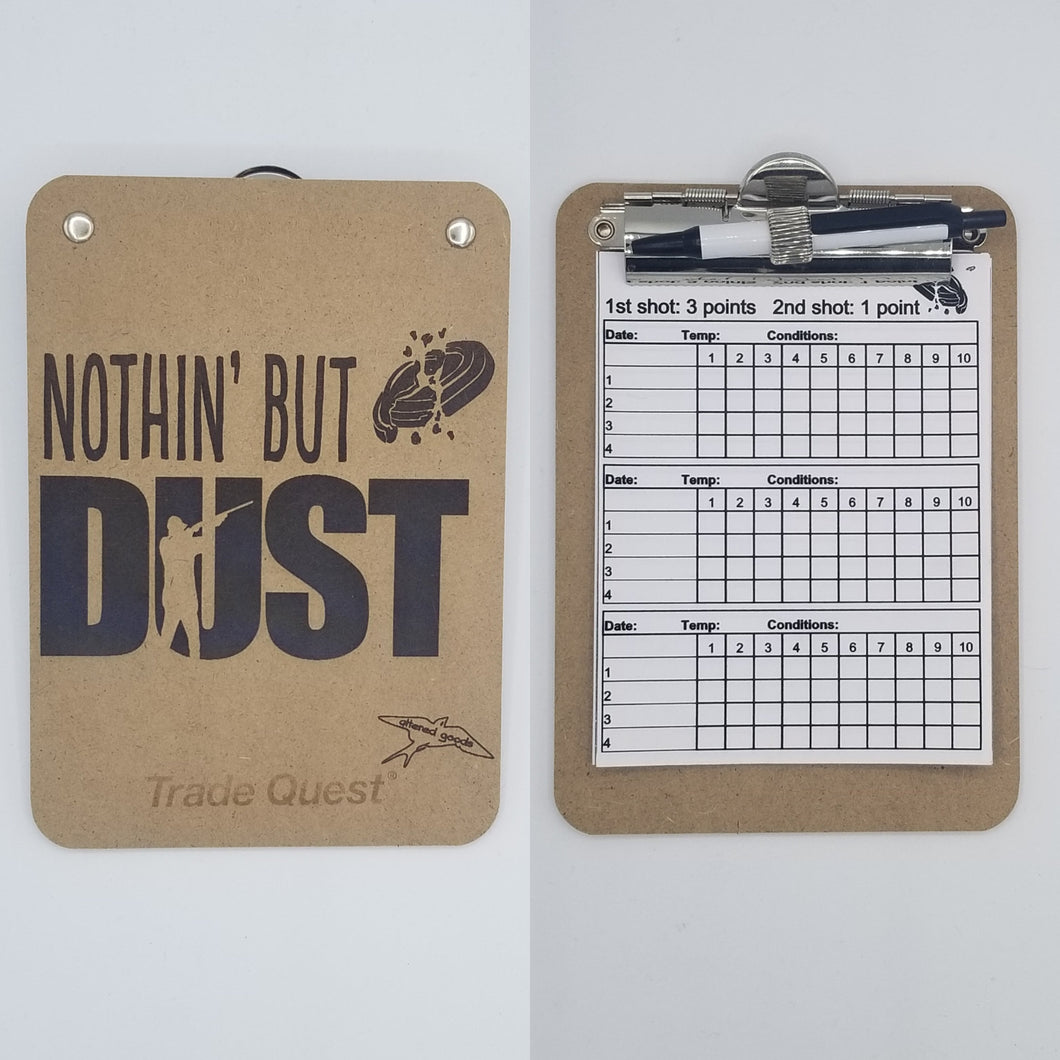 NOTHIN' BUT
DUST
altered goods
Trade Quest®
1st shot: 3 points 2nd shot: 1 point
Date: Temp: Conditions:
1 2 3 4 5 6 7 8 9 10
1
2
3
4
Date: Temp: Conditions:
1 2 3 4 5 6 7 8 9 10
1
2
3
4
Date: Temp: Conditions:
1 2 3 4 5 6 7 8 9 10
1
2
3
4